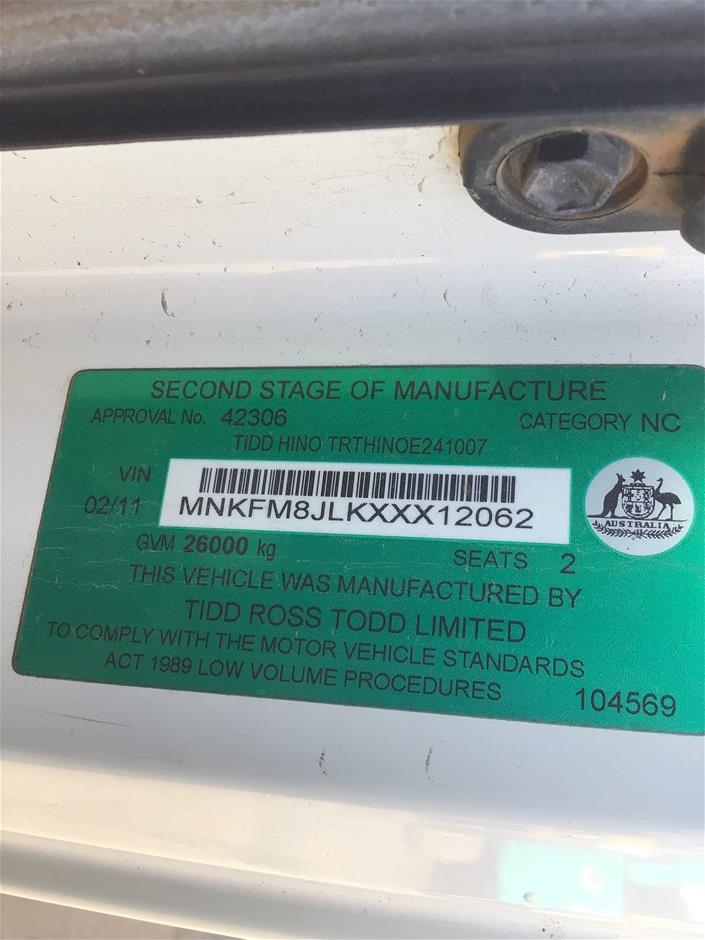 SECOND STAGE OF MANUFACTURE
APPROVAL No. 42306 CATEGORY NC
TIDD HINO TRTHINOE241007
VIN
02/11 MNKFM8JLKXXX12062
AUSTRALIA
GVM 26000 kg SEATS 2
THIS VEHICLE WAS MANUFACTURED BY
TIDD ROSS TODD LIMITED
TO COMPLY WITH THE MOTOR VEHICLE STANDARDS
ACT 1989 LOW VOLUME PROCEDURES 104569